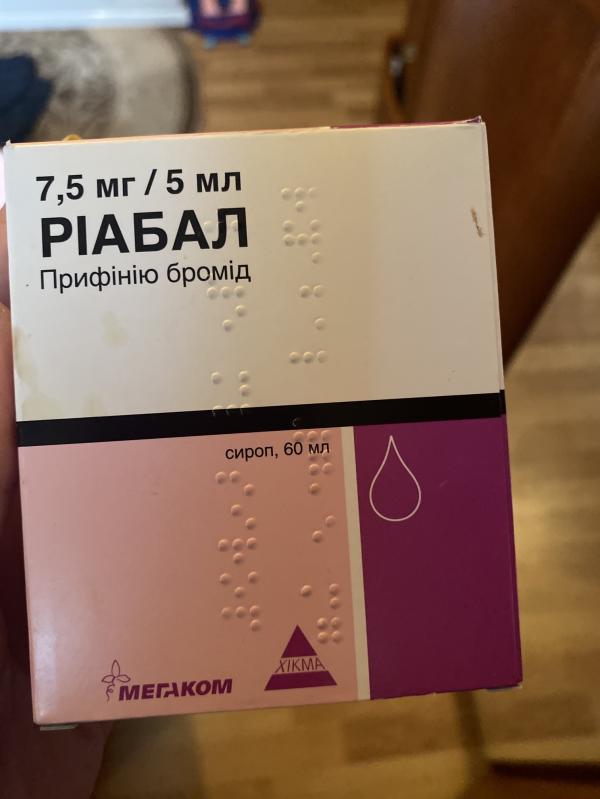 7,5 мг / 5 мл
РІАБАЛ
Прифінію бромід
сироп, 60 мл
МЕГАКОМ
ХІКМА